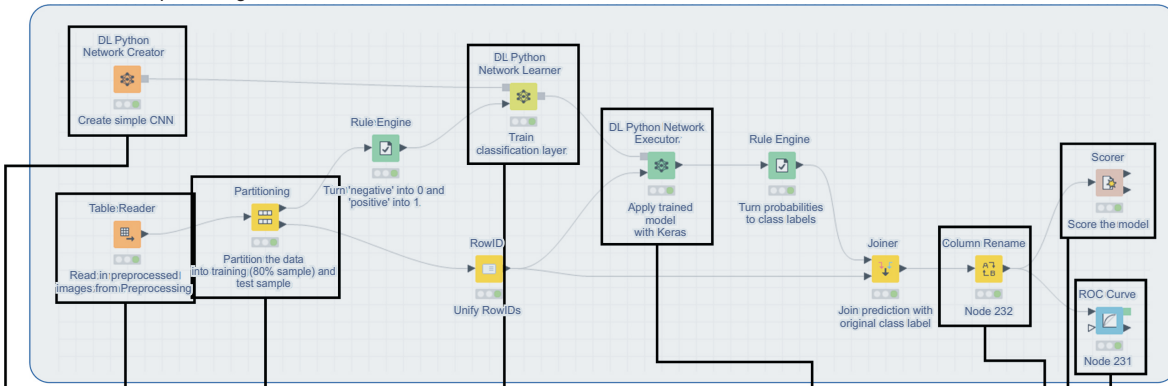 DL Python
Network Creator
Create simple CNN
DL Python
Network Learner
Train
classification layer
Rule Engine
Turn 'negative' into 0 and
'positive' into 1.
Table Reader
Read in preprocessed
images from Preprocessing
Partitioning
Partition the data
into training (80% sample) and
test sample
RowID
Unify RowIDs
DL Python Network
Executor.
Apply trained
model
with Keras
Rule Engine
Turn probabilities
to class labels
Joiner
Join prediction with
original class label
Column Rename
Node 232
Scorer
Score the model
ROC Curve
Node 231